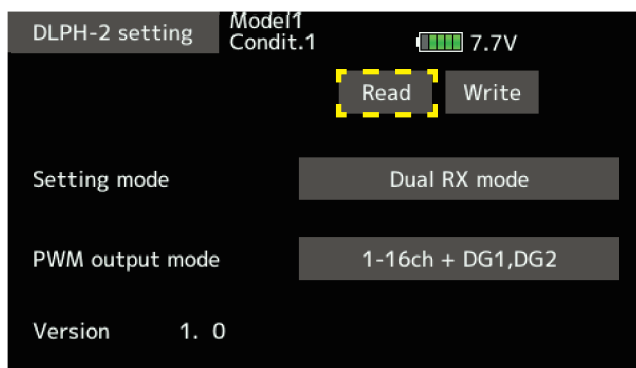 DLPH-2 setting
Model1
Condit.1
7.7V
Read
Write
Setting mode
Dual RX mode
PWM output mode
1-16ch + DG1,DG2
Version 1. 0